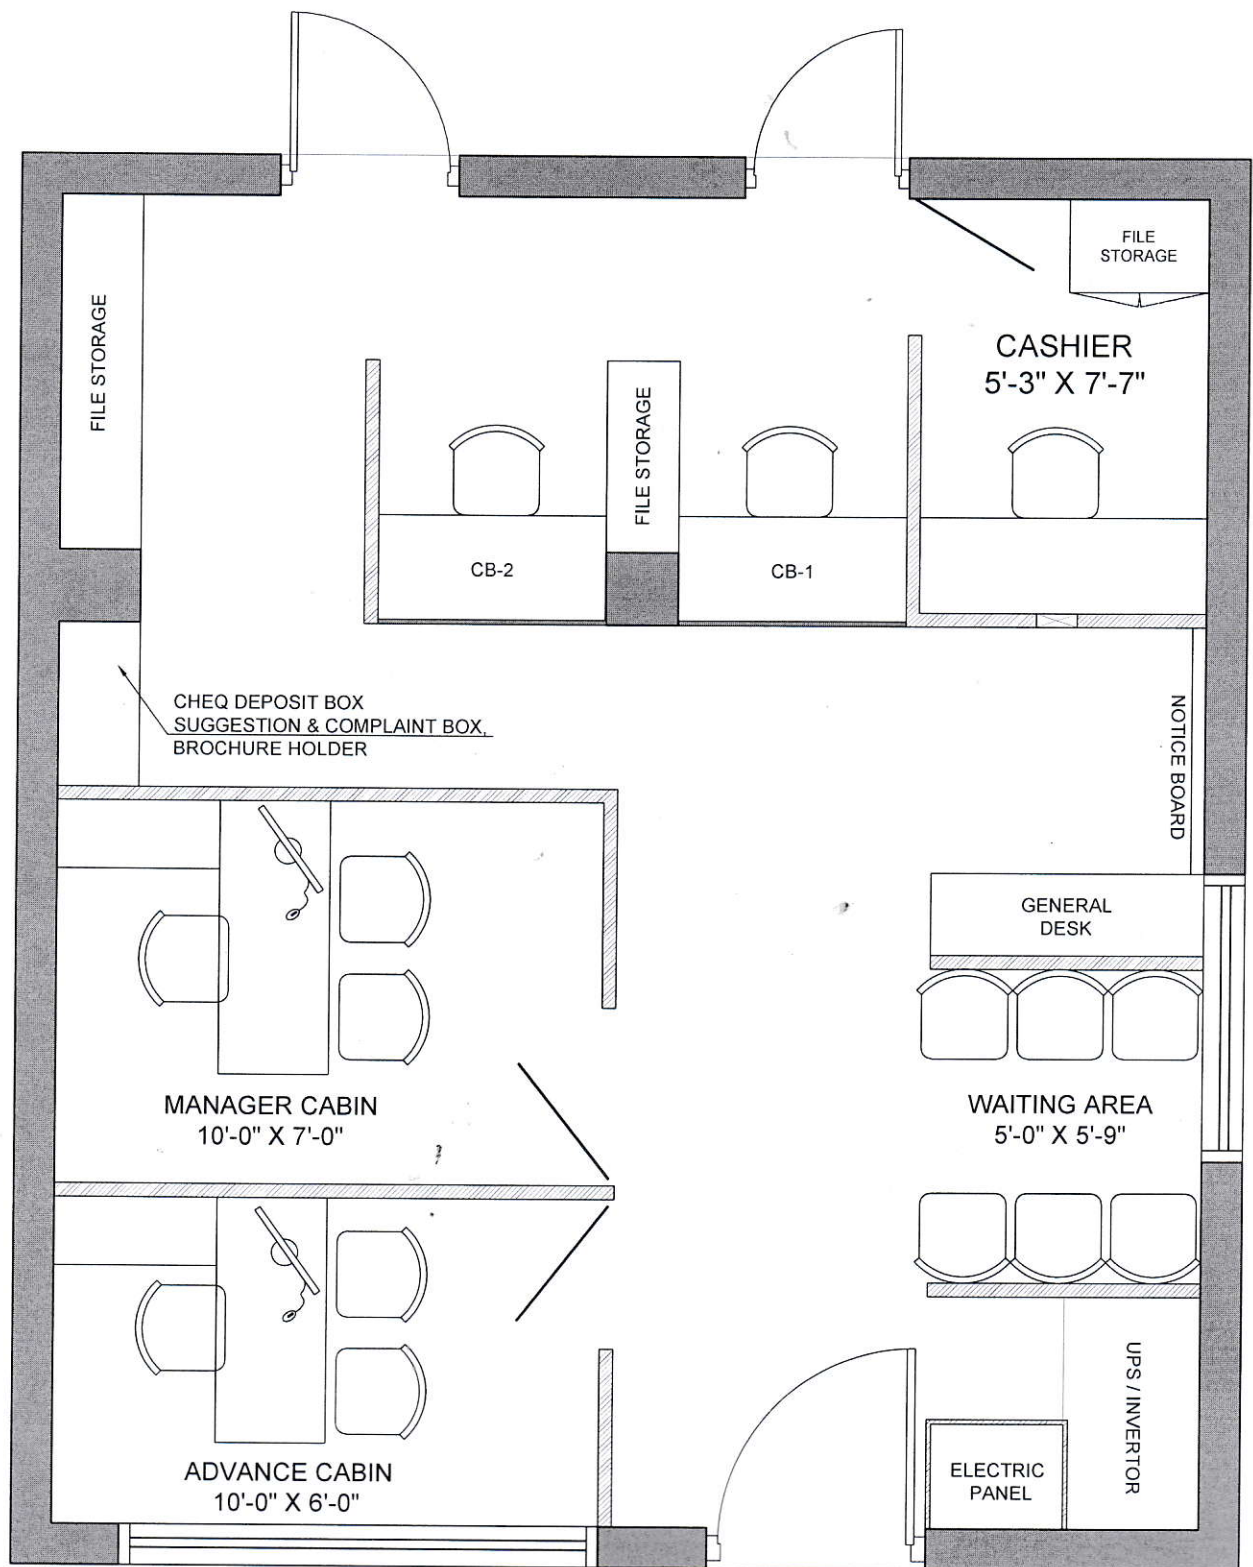 FILE
STORAGE
FILE STORAGE
CASHIER
5'-3" X 7'-7"
FILE STORAGE
CB-2
CB-1
CHEQ DEPOSIT BOX
SUGGESTION & COMPLAINT BOX,
BROCHURE HOLDER
NOTICE BOARD
GENERAL
DESK
MANAGER CABIN
10'-0" X 7'-0"
WAITING AREA
5'-0" X 5'-9"
UPS / INVERTOR
ADVANCE CABIN
10'-0" X 6'-0"
ELECTRIC
PANEL